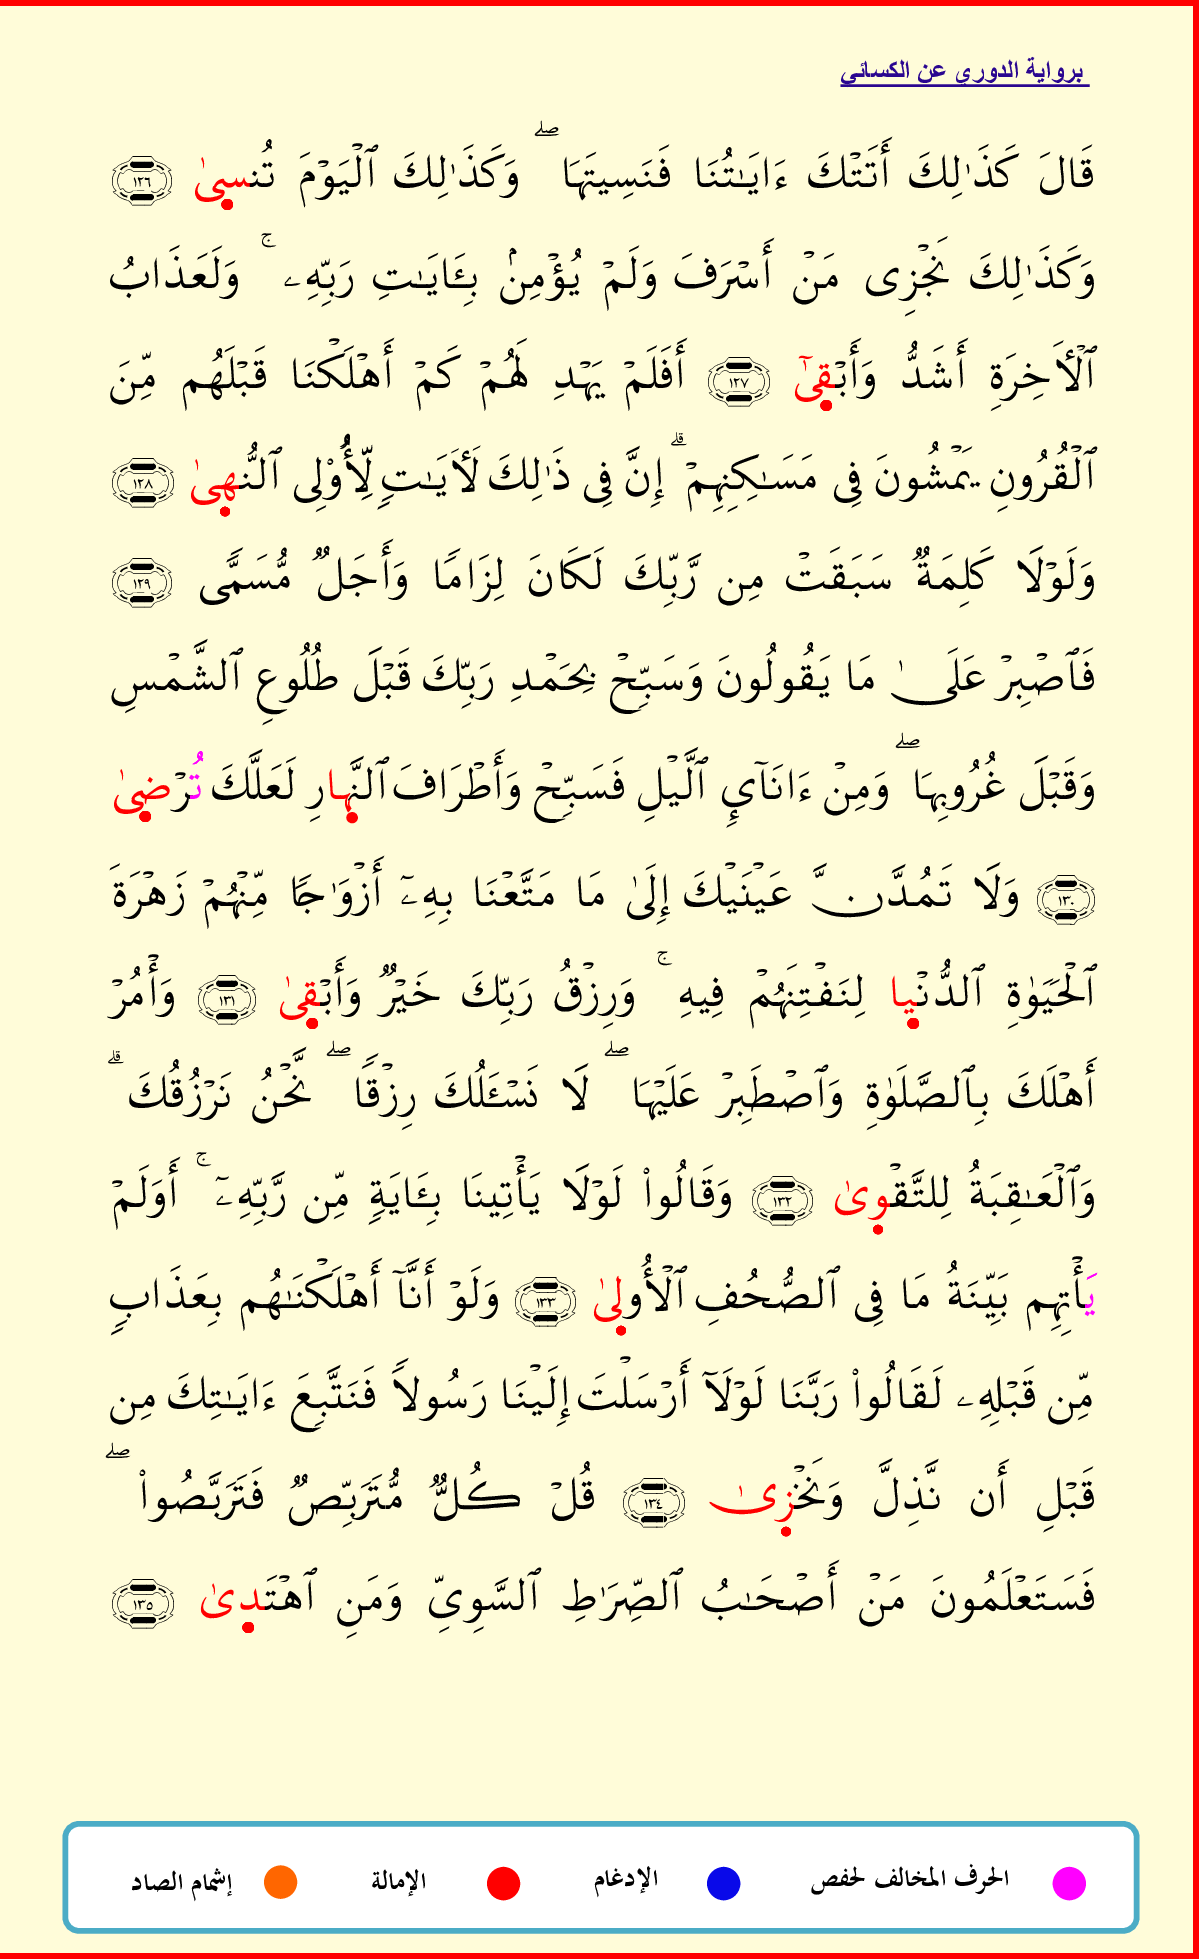 برواية الدوري عن الكسائي
قَالَ كَذَٰلِكَ أَتَتْكَ ءَايَـٰتُنَا فَنَسِيتَهَا ۖ وَكَذَٰلِكَ ٱلْيَوْمَ تُنسِىٰ ١٢٦
وَكَذَٰلِكَ نَجْزِى مَنْ أَسْرَفَ وَلَمْ يُؤْمِنۢ بِـَٔايَـٰتِ رَبِّهِۦ ۚ وَلَعَذَابُ
ٱلْأَخِرَةِ أَشَدُّ وَأَبْقِىٰٓ ١٢٧ أَفَلَمْ يَهْدِ لَهُمْ كَمْ أَهْلَكْنَا قَبْلَهُم مِّنَ
ٱلْقُرُونِ يَمْشُونَ فِى مَسَـٰكِنِهِمْ ۗ إِنَّ فِى ذَٰلِكَ لَأَيَـٰتٍ لِّأُوْلِى ٱلنُّهِىٰ ١٢٨
وَلَوْلَا كَلِمَةٌ سَبَقَتْ مِن رَّبِّكَ لَكَانَ لِزَامًا وَأَجَلٌ مُّسَمًّى ١٢٩
فَٱصْبِرْ عَلَىٰ مَا يَقُولُونَ وَسَبِّحْ بِحَمْدِ رَبِّكَ قَبْلَ طُلُوعِ ٱلشَّمْسِ
وَقَبْلَ غُرُوبِهَا ۖ وَمِنْ ءَانَآئِ ٱلَّيْلِ فَسَبِّحْ وَأَطْرَافَ ٱلنَّهِارِ لَعَلَّكَ تُرْضِىٰ
١٣٠ وَلَا تَمُدَّنَّ عَيْنَيْكَ إِلَىٰ مَا مَتَّعْنَا بِهِۦٓ أَزْوَٰجًا مِّنْهُمْ زَهْرَةَ
ٱلْحَيَوٰةِ ٱلدُّنْيِا لِنَفْتِنَهُمْ فِيهِ ۚ وَرِزْقُ رَبِّكَ خَيْرٌ وَأَبْقِىٰ ١٣١ وَأْمُرْ
أَهْلَكَ بِٱلصَّلَوٰةِ وَٱصْطَبِرْ عَلَيْهَا ۖ لَا نَسْـَٔلُكَ رِزْقًا ۖ نَّحْنُ نَرْزُقُكَ ۗ
وَٱلْعَـٰقِبَةُ لِلتَّقْوِىٰ ١٣٢ وَقَالُوا۟ لَوْلَا يَأْتِينَا بِـَٔايَةٍ مِّن رَّبِّهِۦٓ ۚ أَوَلَمْ
يَأْتِهِم بَيِّنَةُ مَا فِى ٱلصُّحُفِ ٱلْأُولِىٰ ١٣٣ وَلَوْ أَنَّآ أَهْلَكْنَـٰهُم بِعَذَابٍ
مِّن قَبْلِهِۦ لَقَالُوا۟ رَبَّنَا لَوْلَآ أَرْسَلْتَ إِلَيْنَا رَسُولًا فَنَتَّبِعَ ءَايَـٰتِكَ مِن
قَبْلِ أَن نَّذِلَّ وَنَخْزِىٰ ١٣٤ قُلْ كُلٌّ مُّتَرَبِّصٌ فَتَرَبَّصُوا۟ ۖ
فَسَتَعْلَمُونَ مَنْ أَصْحَـٰبُ ٱلصِّرَٰطِ ٱلسَّوِىِّ وَمَنِ ٱهْتَدِىٰ ١٣٥
الحرف المخالف لحفص الإدغام الإمالة إشمام الصاد